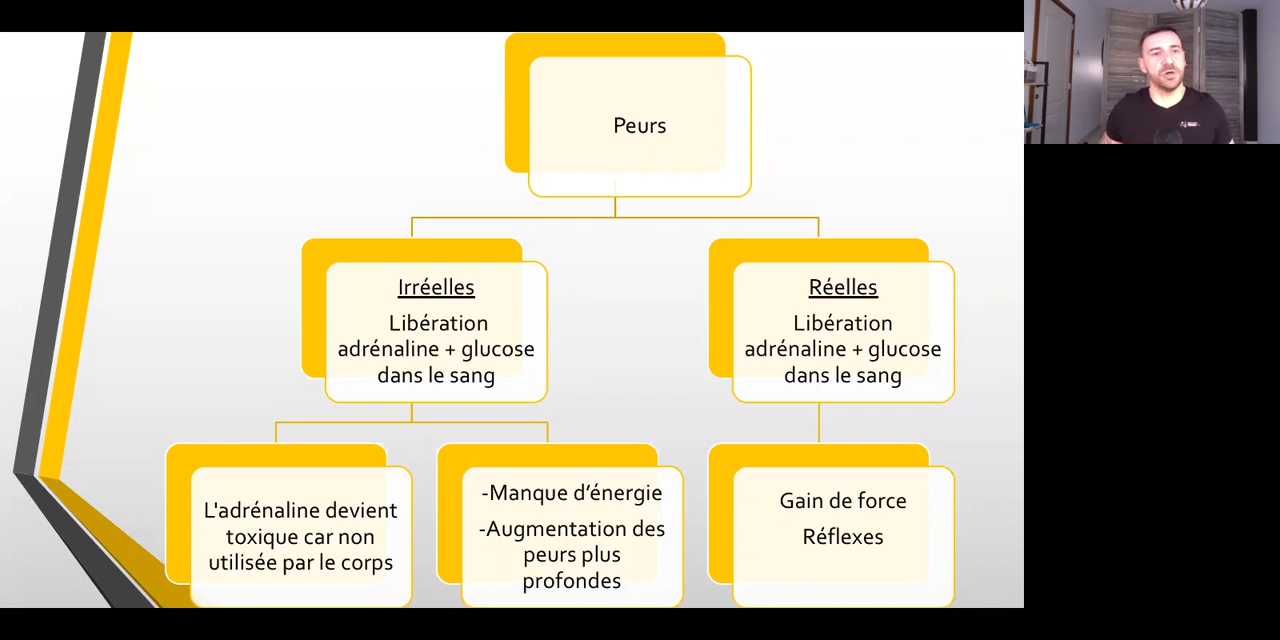 Peurs
Irréelles
Libération
adrénaline + glucose
dans le sang
Réelles
Libération
adrénaline + glucose
dans le sang
L'adrénaline devient
toxique car non
utilisée par le corps
-Manque d’énergie
-Augmentation des
peurs plus
profondes
Gain de force
Réflexes